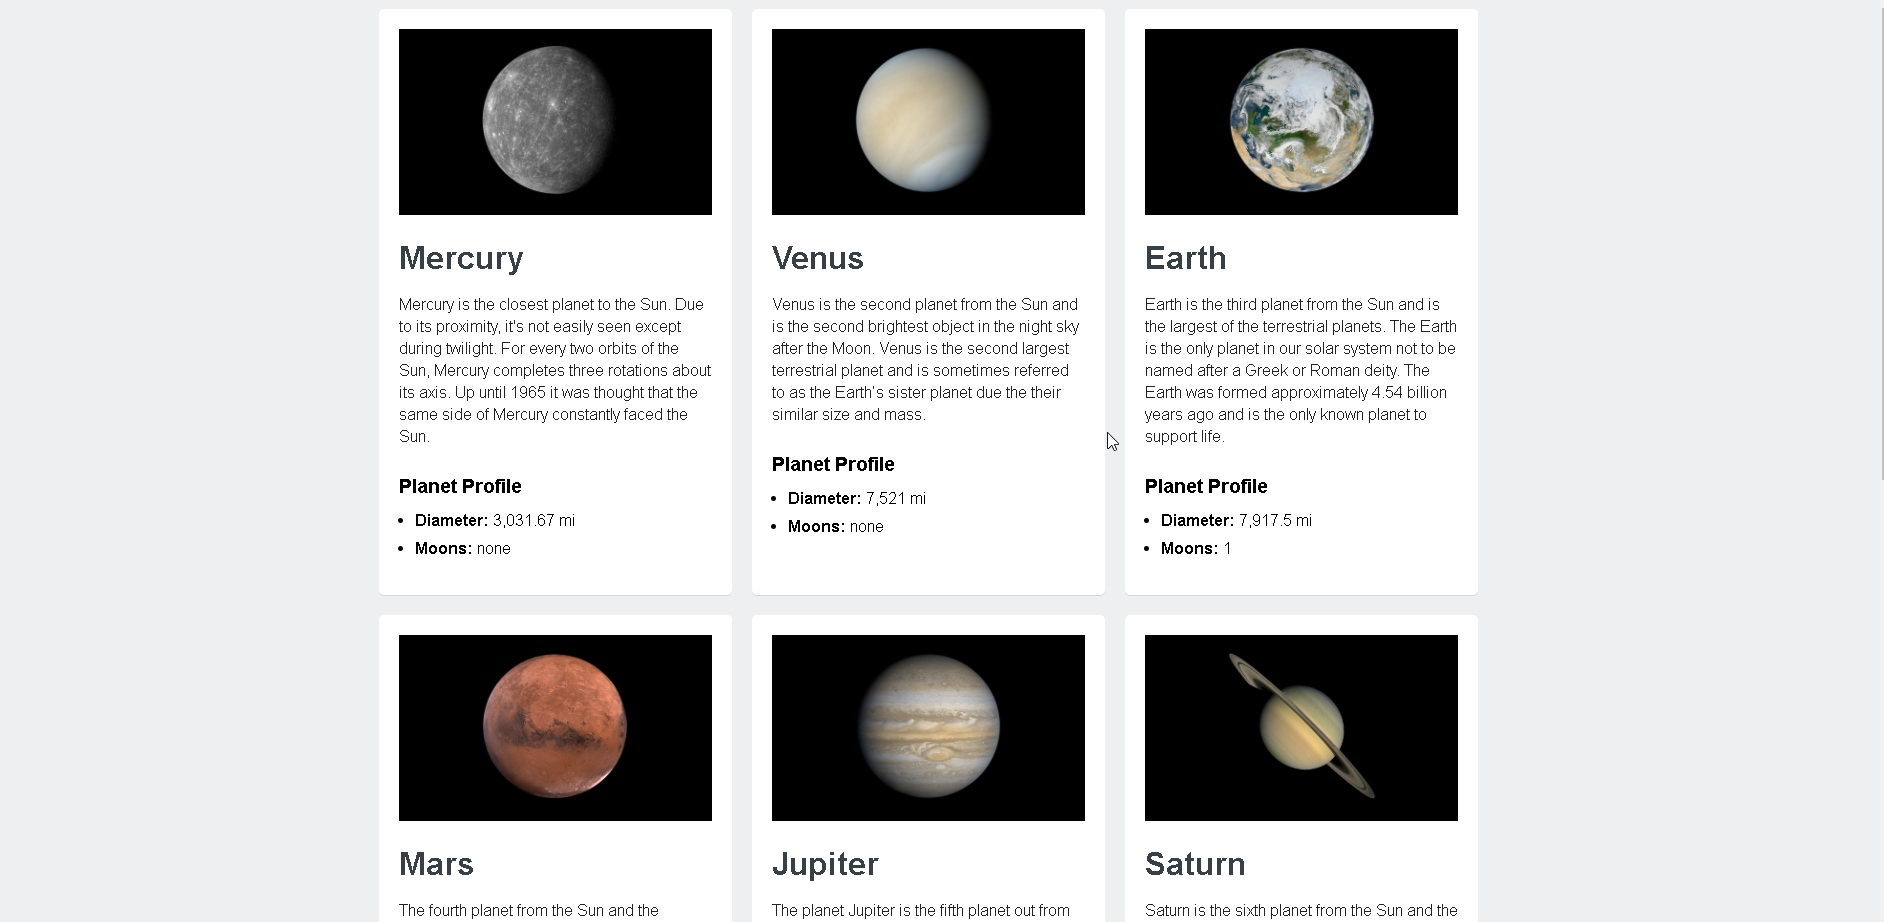 Mercury
Mercury is the closest planet to the Sun. Due
to its proximity, it's not easily seen except
during twilight. For every two orbits of the
Sun, Mercury completes three rotations about
its axis. Up until 1965 it was thought that the
same side of Mercury constantly faced the
Sun.
Planet Profile
• Diameter: 3,031.67 mi
• Moons: none
Venus
Venus is the second planet from the Sun and
is the second brightest object in the night sky
after the Moon. Venus is the second largest
terrestrial planet and is sometimes referred
to as the Earth's sister planet due the their
similar size and mass.
Planet Profile
• Diameter: 7,521 mi
• Moons: none
Earth
Earth is the third planet from the Sun and is
the largest of the terrestrial planets. The Earth
is the only planet in our solar system not to be
named after a Greek or Roman deity. The
Earth was formed approximately 4.54 billion
years ago and is the only known planet to
support life.
Planet Profile
• Diameter: 7,917.5 mi
• Moons: 1
Mars
The fourth planet from the Sun and the
Jupiter
The planet Jupiter is the fifth planet out from
Saturn
Saturn is the sixth planet from the Sun and the